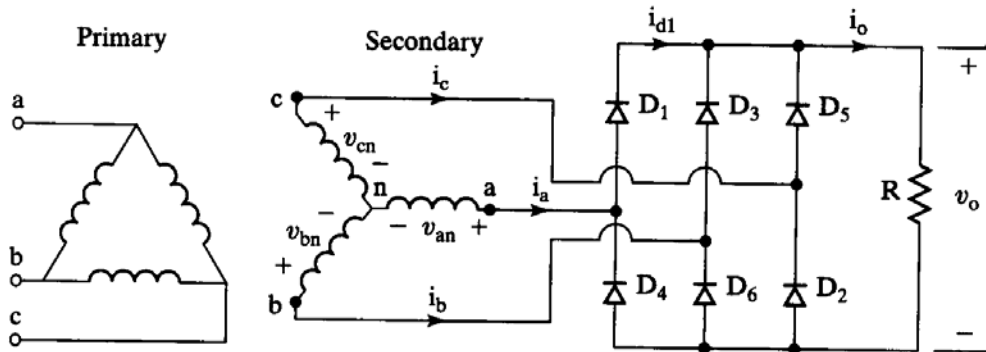 Primary
Secondary
a
b
c
c
n
a
b
v_cn
v_bn
v_an
+
−
−
+
−
+
i_c
i_a
i_b
i_d1
i_o
D_1
D_3
D_5
D_4
D_6
D_2
R
+
v_o
−